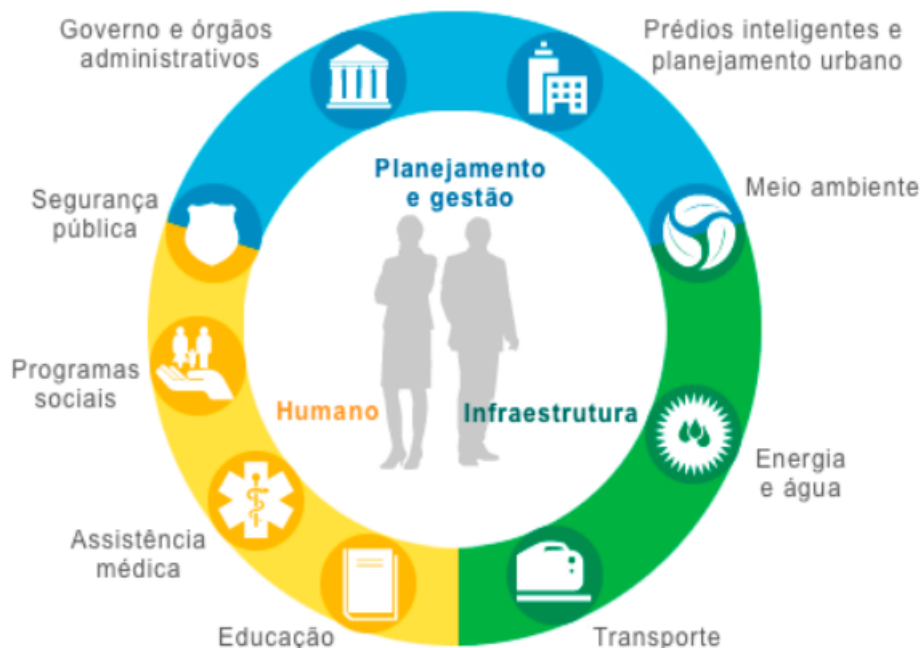 Governo e órgãos
administrativos
Prédios inteligentes e
planejamento urbano
Planejamento
e gestão
Segurança
pública
Meio ambiente
Programas
sociais
Humano
Infraestrutura
Energia
e água
Assistência
médica
Educação
Transporte